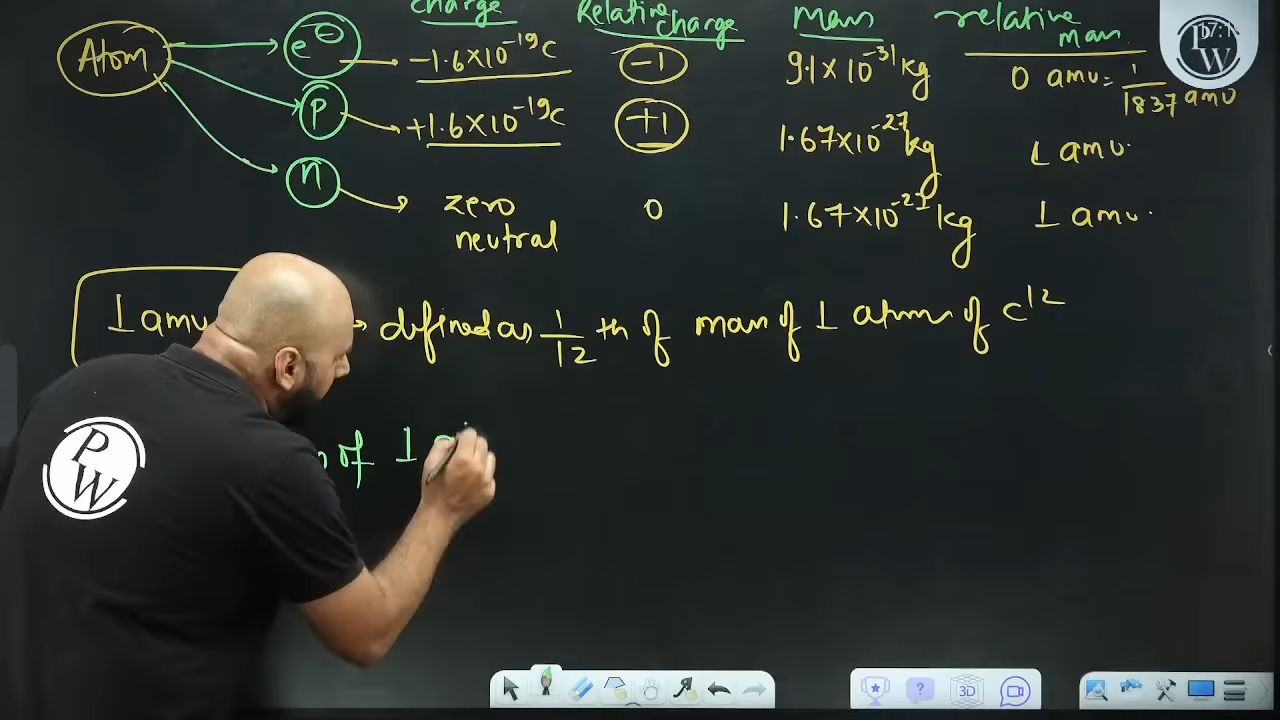 charge Relative charge Mass relative mass
Atom
e⊖ −1.6×10⁻¹⁹C −1 9.1×10⁻³¹kg 0 amu = 1/1837 amu
P +1.6×10⁻¹⁹C +1 1.67×10⁻²⁷kg 1 amu.
n zero neutral 0 1.67×10⁻²⁷kg 1 amu.
1 amu → defined as 1/12 th of mass of 1 atom of C¹²
of 1
PW
PW
3D